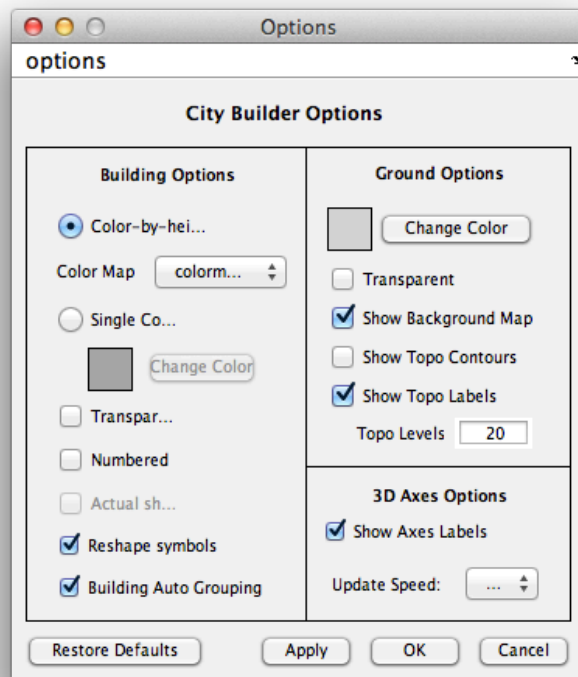 Options
options
City Builder Options
Building Options
Color-by-hei...
Color Map colorm...
Single Co...
Change Color
Transpar...
Numbered
Actual sh...
Reshape symbols
Building Auto Grouping
Ground Options
Change Color
Transparent
Show Background Map
Show Topo Contours
Show Topo Labels
Topo Levels 20
3D Axes Options
Show Axes Labels
Update Speed: ...
Restore Defaults Apply OK Cancel